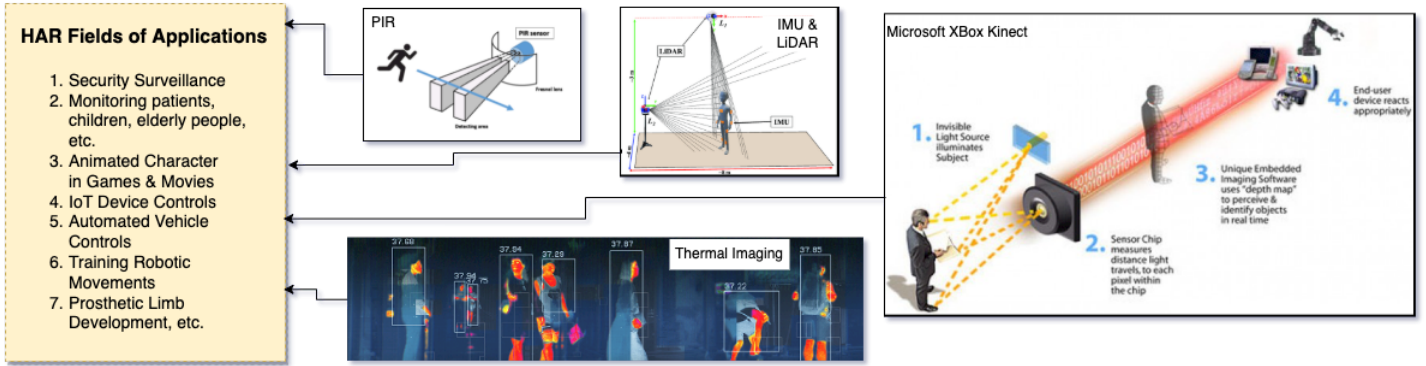 HAR Fields of Applications
1. Security Surveillance
2. Monitoring patients,
children, elderly people,
etc.
3. Animated Character
in Games & Movies
4. IoT Device Controls
5. Automated Vehicle
Controls
6. Training Robotic
Movements
7. Prosthetic Limb
Development, etc.
PIR
PIR sensor
Fresnel lens
Detecting area
IMU &
LiDAR
L₂
LiDAR
L₁
IMU
Microsoft XBox Kinect
1. Invisible
Light Source
illuminates
Subject
2. Sensor Chip
measures
distance light
travels, to each
pixel within
the chip
3. Unique Embedded
Imaging Software
uses "depth map"
to perceive &
identify objects
in real time
4. End-user
device reacts
appropriately
Thermal Imaging
37.68
37.94
37.28
37.87
37.85
37.22